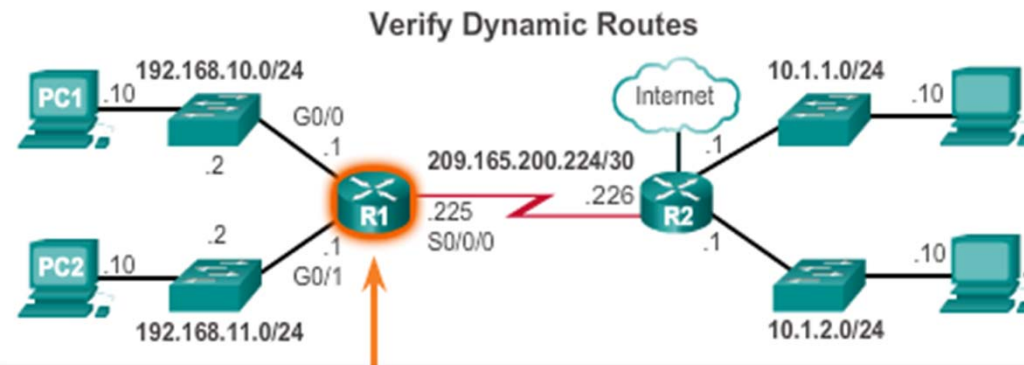 Verify Dynamic Routes
192.168.10.0/24
10.1.1.0/24
PC1
.10
G0/0
Internet
.10
.1
.1
.2
209.165.200.224/30
R1
.225
.226
R2
S0/0/0
.2
.1
.1
PC2
.10
G0/1
.10
192.168.11.0/24
10.1.2.0/24